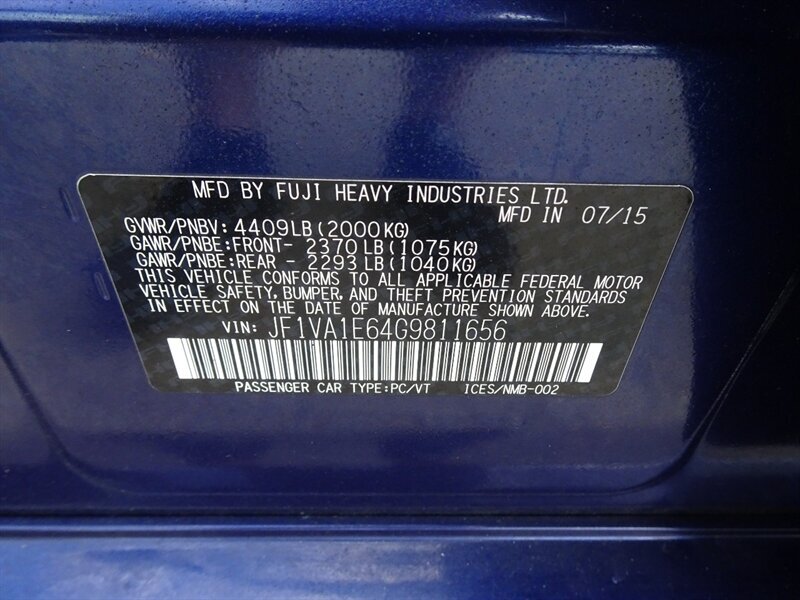 MFD BY FUJI HEAVY INDUSTRIES LTD.
MFD IN 07/15
GVWR/PNBV: 4409LB(2000KG)
GAWR/PNBE:FRONT- 2370LB(1075KG)
GAWR/PNBE:REAR - 2293LB(1040KG)
THIS VEHICLE CONFORMS TO ALL APPLICABLE FEDERAL MOTOR
VEHICLE SAFETY, BUMPER, AND THEFT PREVENTION STANDARDS
IN EFFECT ON THE DATE OF MANUFACTURE SHOWN ABOVE.
VIN: JF1VA1E64G9811656
PASSENGER CAR TYPE:PC/VT ICES/NMB-002